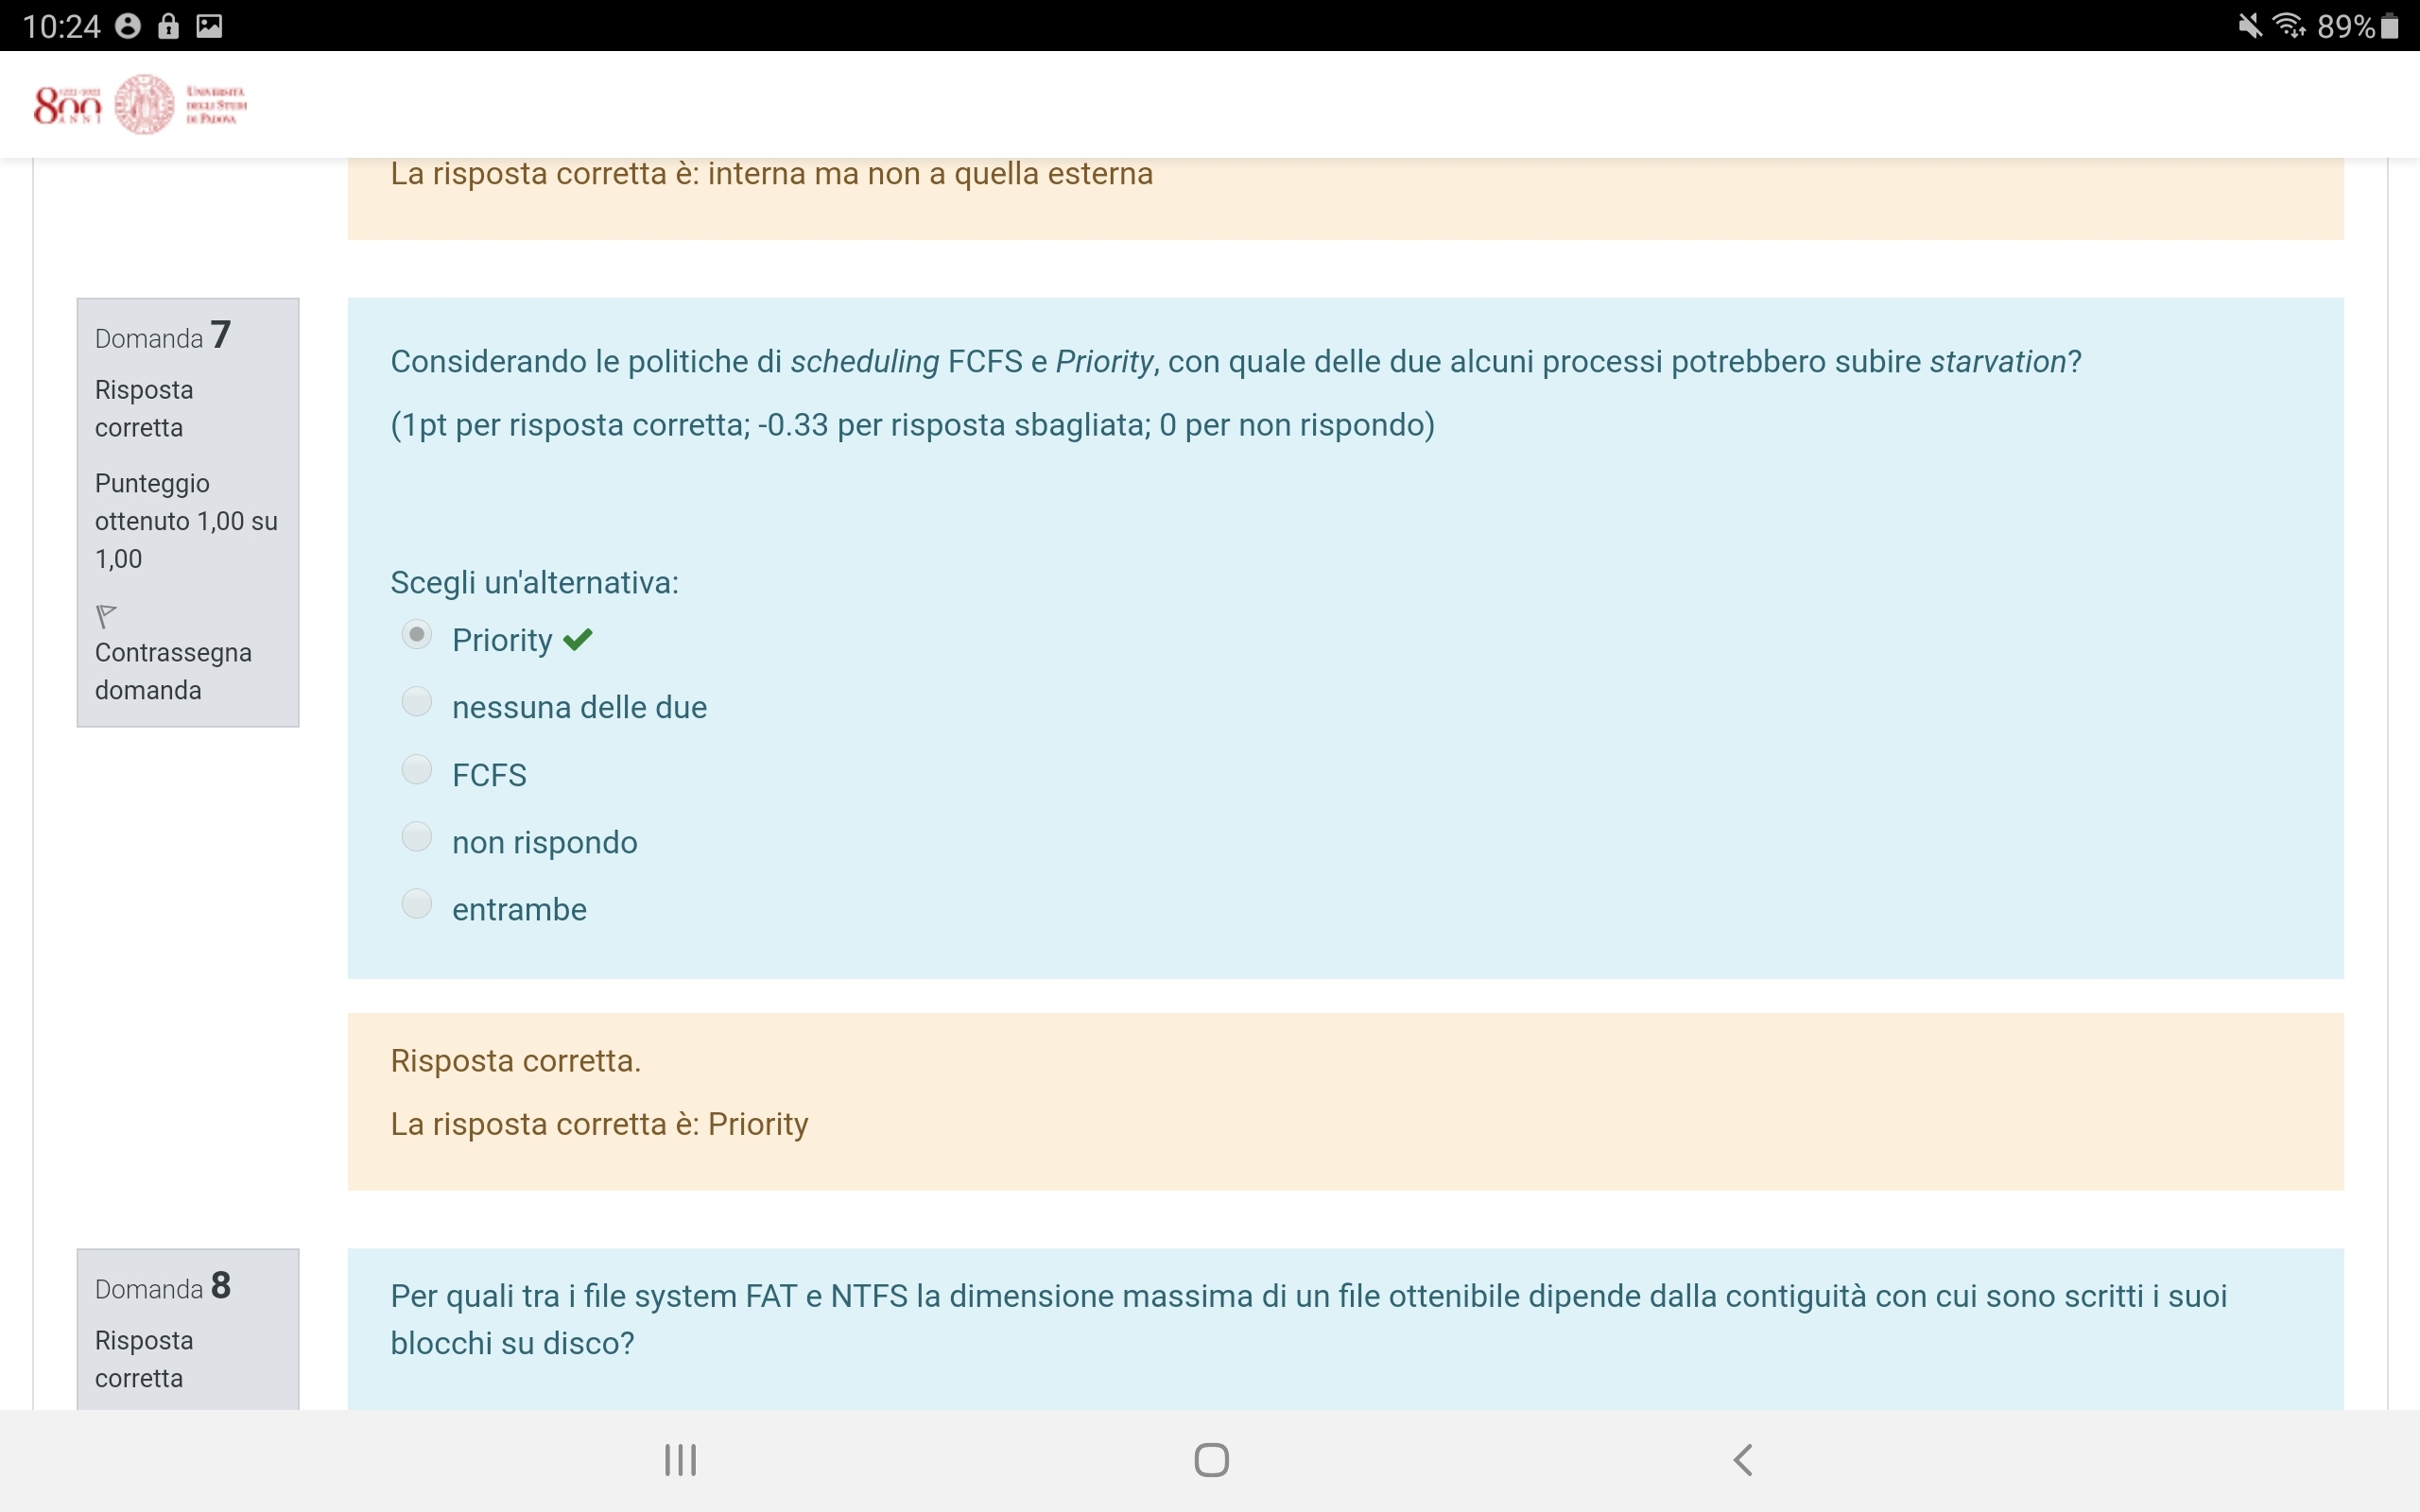 10:24
89%
800
1222-2022
ANNI
UNIVERSITÀ
DEGLI STUDI
DI PADOVA
La risposta corretta è: interna ma non a quella esterna
Domanda 7
Risposta
corretta
Punteggio
ottenuto 1,00 su
1,00
Contrassegna
domanda
Considerando le politiche di scheduling FCFS e Priority, con quale delle due alcuni processi potrebbero subire starvation?
(1pt per risposta corretta; -0.33 per risposta sbagliata; 0 per non rispondo)
Scegli un'alternativa:
Priority
nessuna delle due
FCFS
non rispondo
entrambe
Risposta corretta.
La risposta corretta è: Priority
Domanda 8
Risposta
corretta
Per quali tra i file system FAT e NTFS la dimensione massima di un file ottenibile dipende dalla contiguità con cui sono scritti i suoi
blocchi su disco?